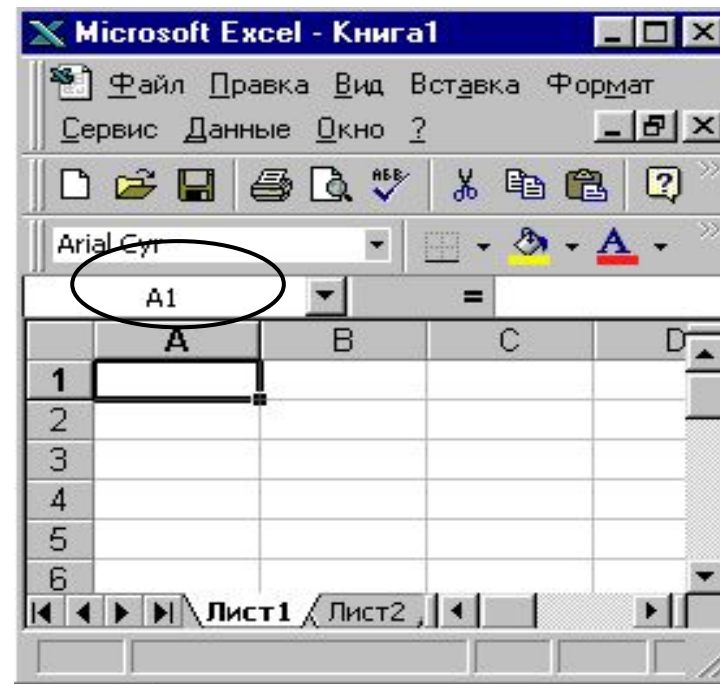 Microsoft Excel - Книга1
Файл Правка Вид Вставка Формат
Сервис Данные Окно ?
Arial Cyr
A1 =
A B C D
1
2
3
4
5
6
Лист1 Лист2